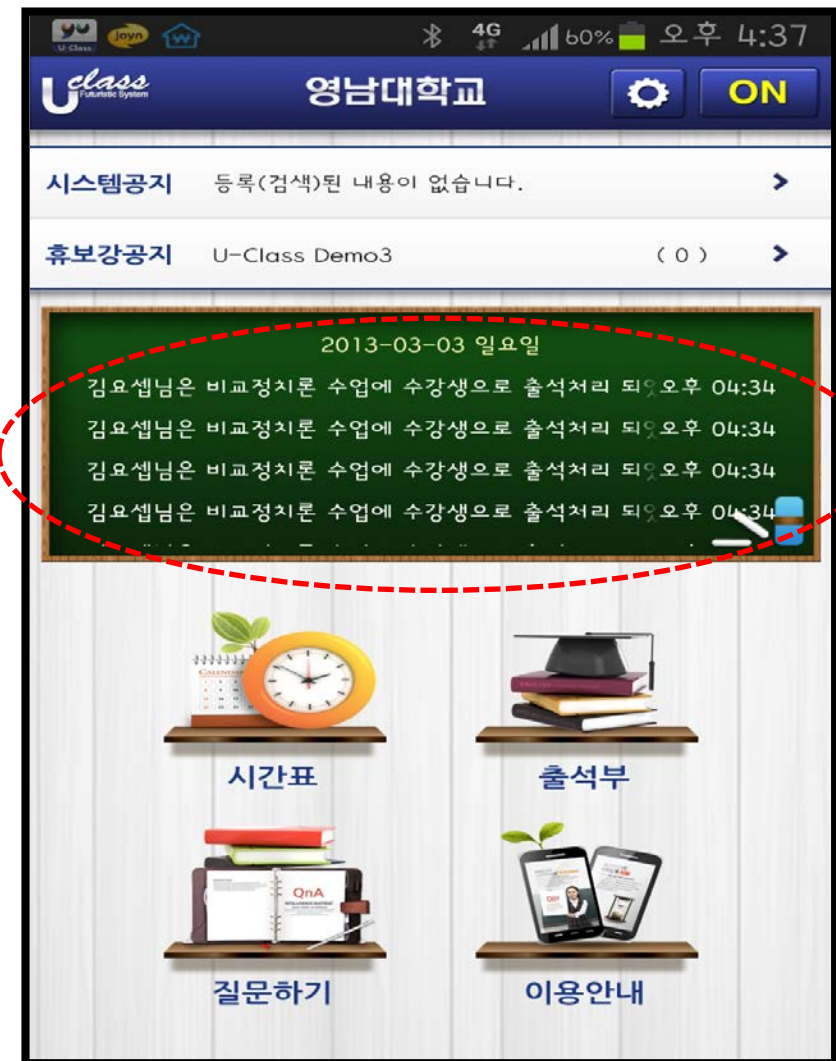 yu U Class joyn 4G 60% 오후 4:37
Uclass Futuristic System 영남대학교 ON
시스템공지 등록(검색)된 내용이 없습니다.
휴보강공지 U-Class Demo3 ( 0 )
2013-03-03 일요일
김요셉님은 비교정치론 수업에 수강생으로 출석처리 되 오후 04:34
김요셉님은 비교정치론 수업에 수강생으로 출석처리 되 오후 04:34
김요셉님은 비교정치론 수업에 수강생으로 출석처리 되 오후 04:34
김요셉님은 비교정치론 수업에 수강생으로 출석처리 되 오후 04:34
CALENDAR
시간표 출석부
QnA
질문하기 이용안내